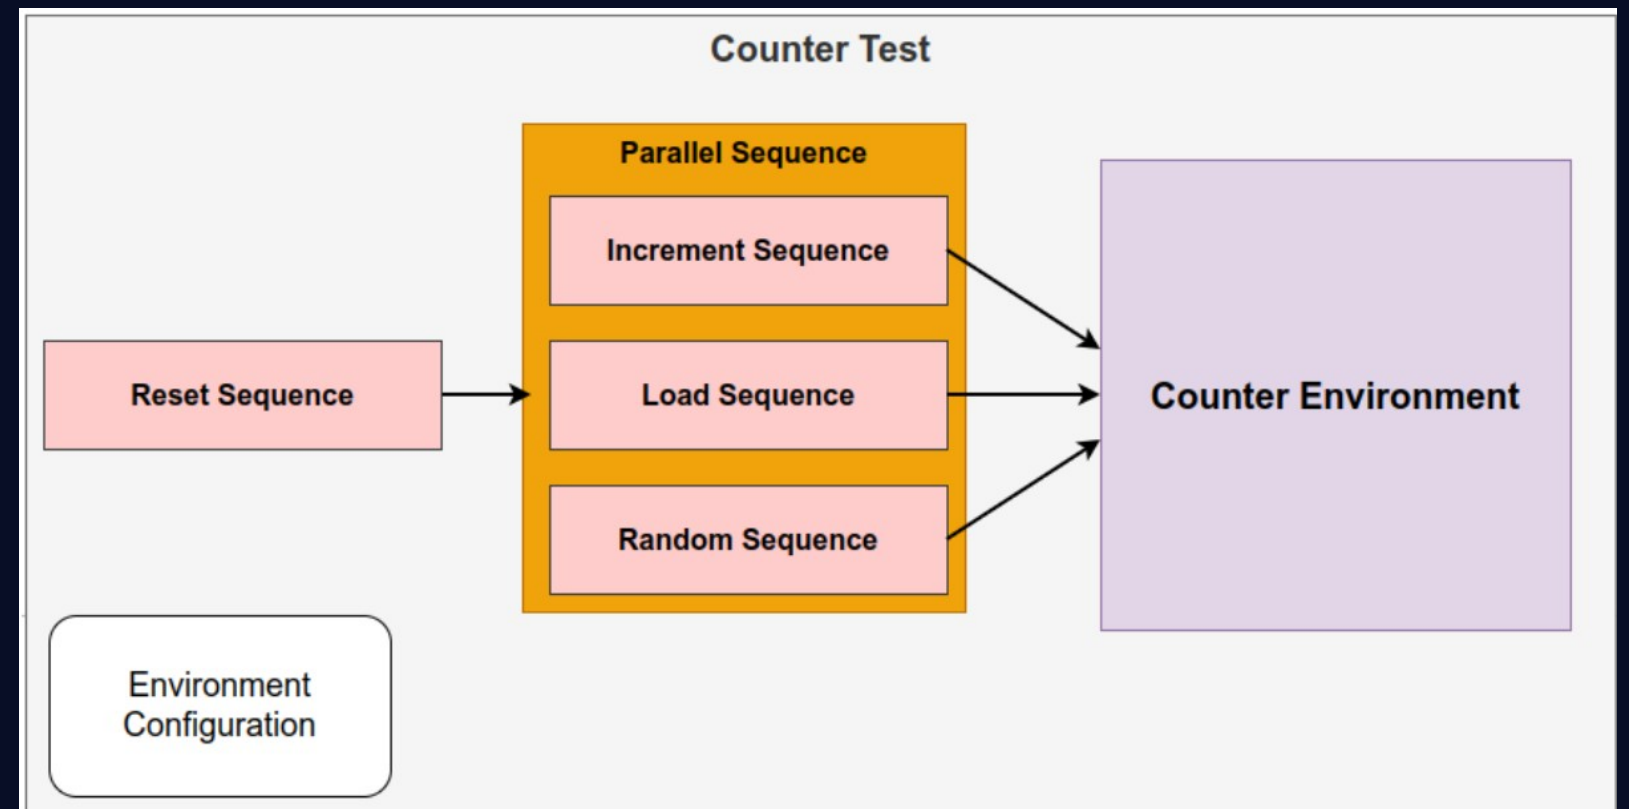 Counter Test
Parallel Sequence
Increment Sequence
Reset Sequence
Load Sequence
Counter Environment
Random Sequence
Environment
Configuration